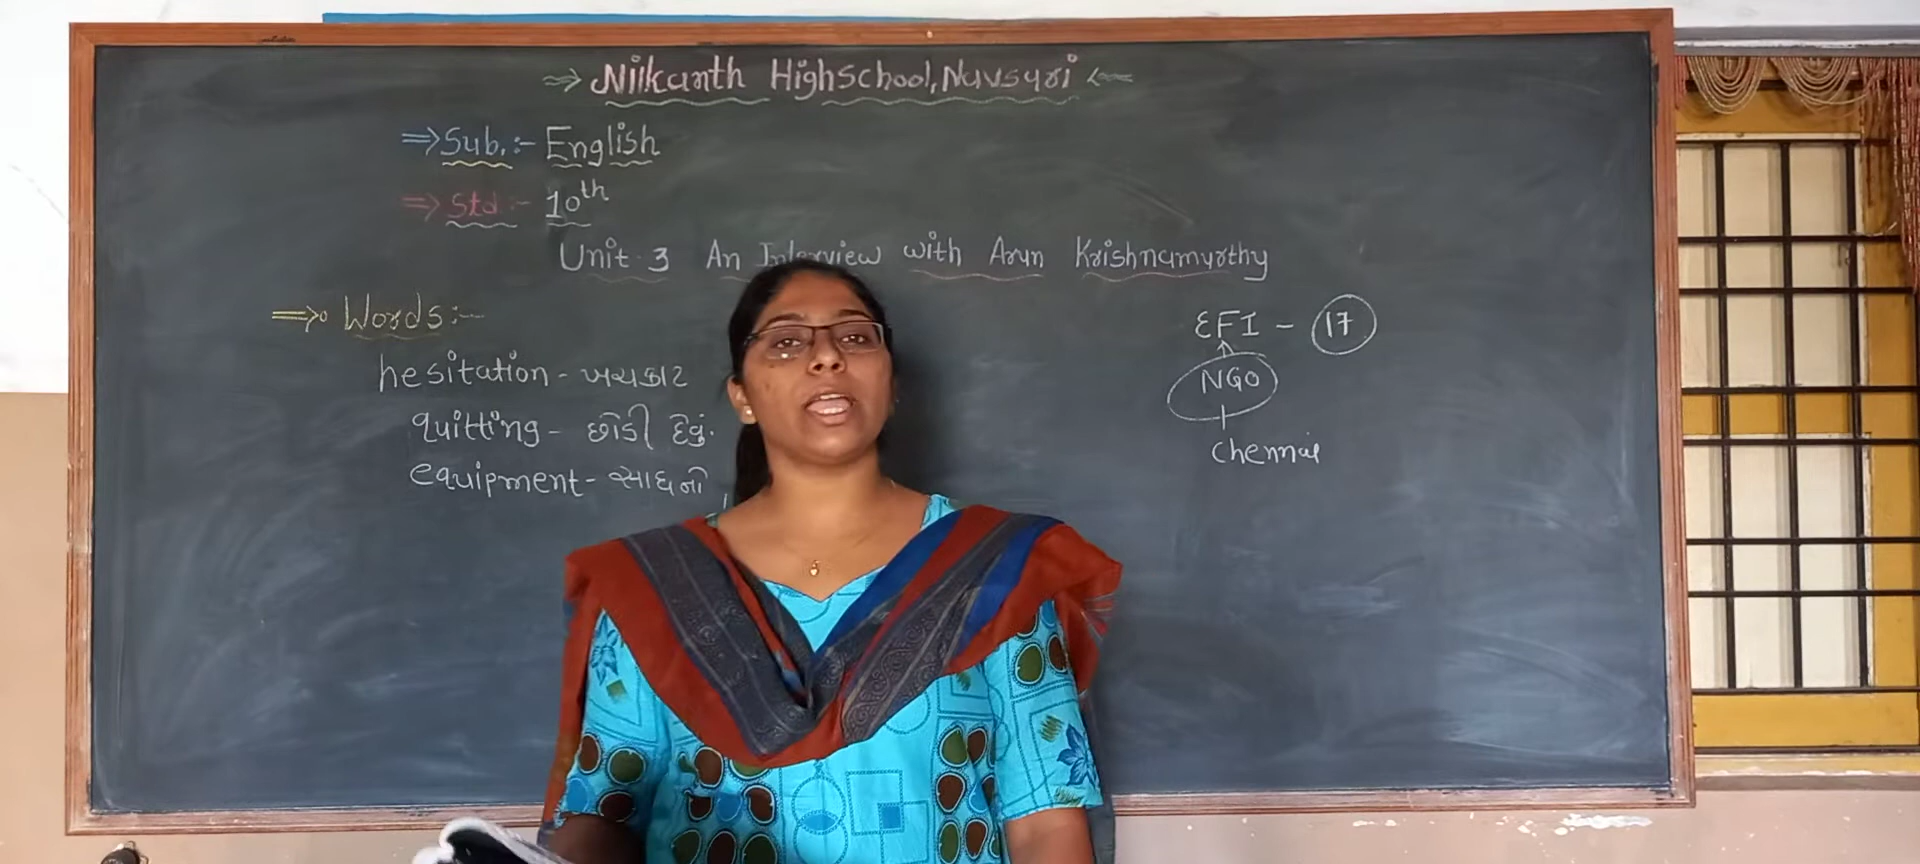 ⇒ Nilkanth HighSchool, Navsari ⇐
⇒ Sub. :- English
⇒ Std :- 10th
Unit-3 An Interview with Arun Krishnamurthy
⇒ Words :-
hesitation - ખચકાટ
quitting - છોડી દેવું.
equipment - સાધનો
EFI - 17
NGO
Chennai